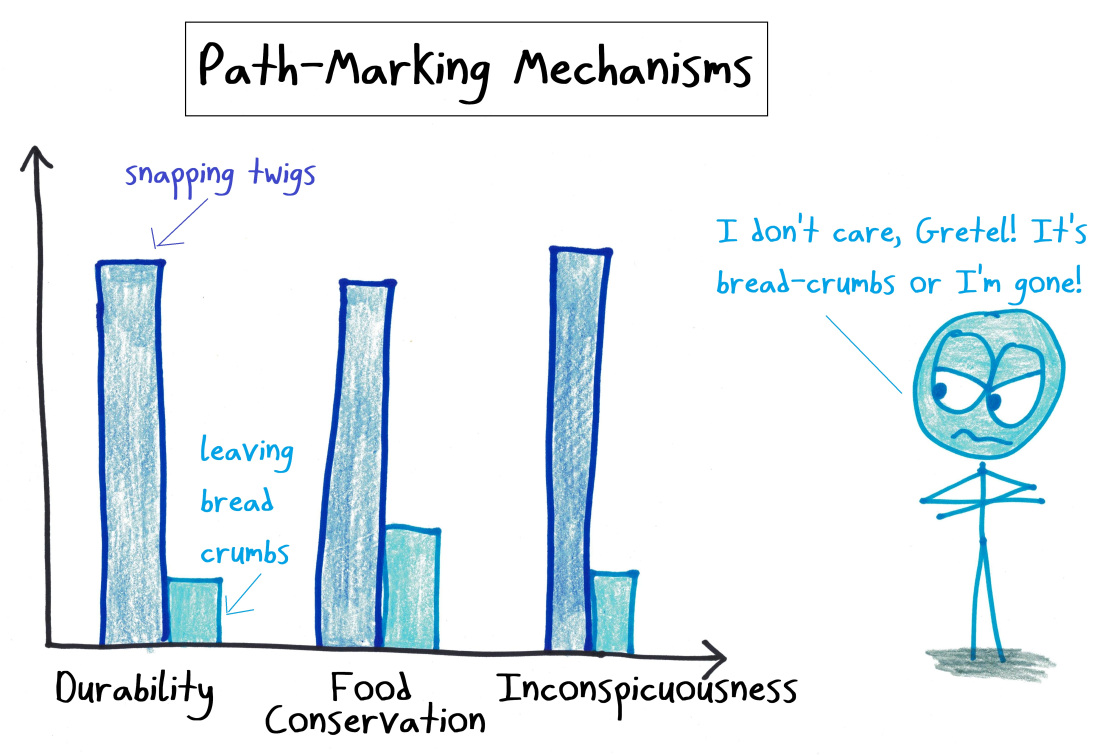 Path-Marking Mechanisms
snapping twigs
I don't care, Gretel! It's
bread-crumbs or I'm gone!
leaving
bread
crumbs
Durability
Food
Conservation
Inconspicuousness